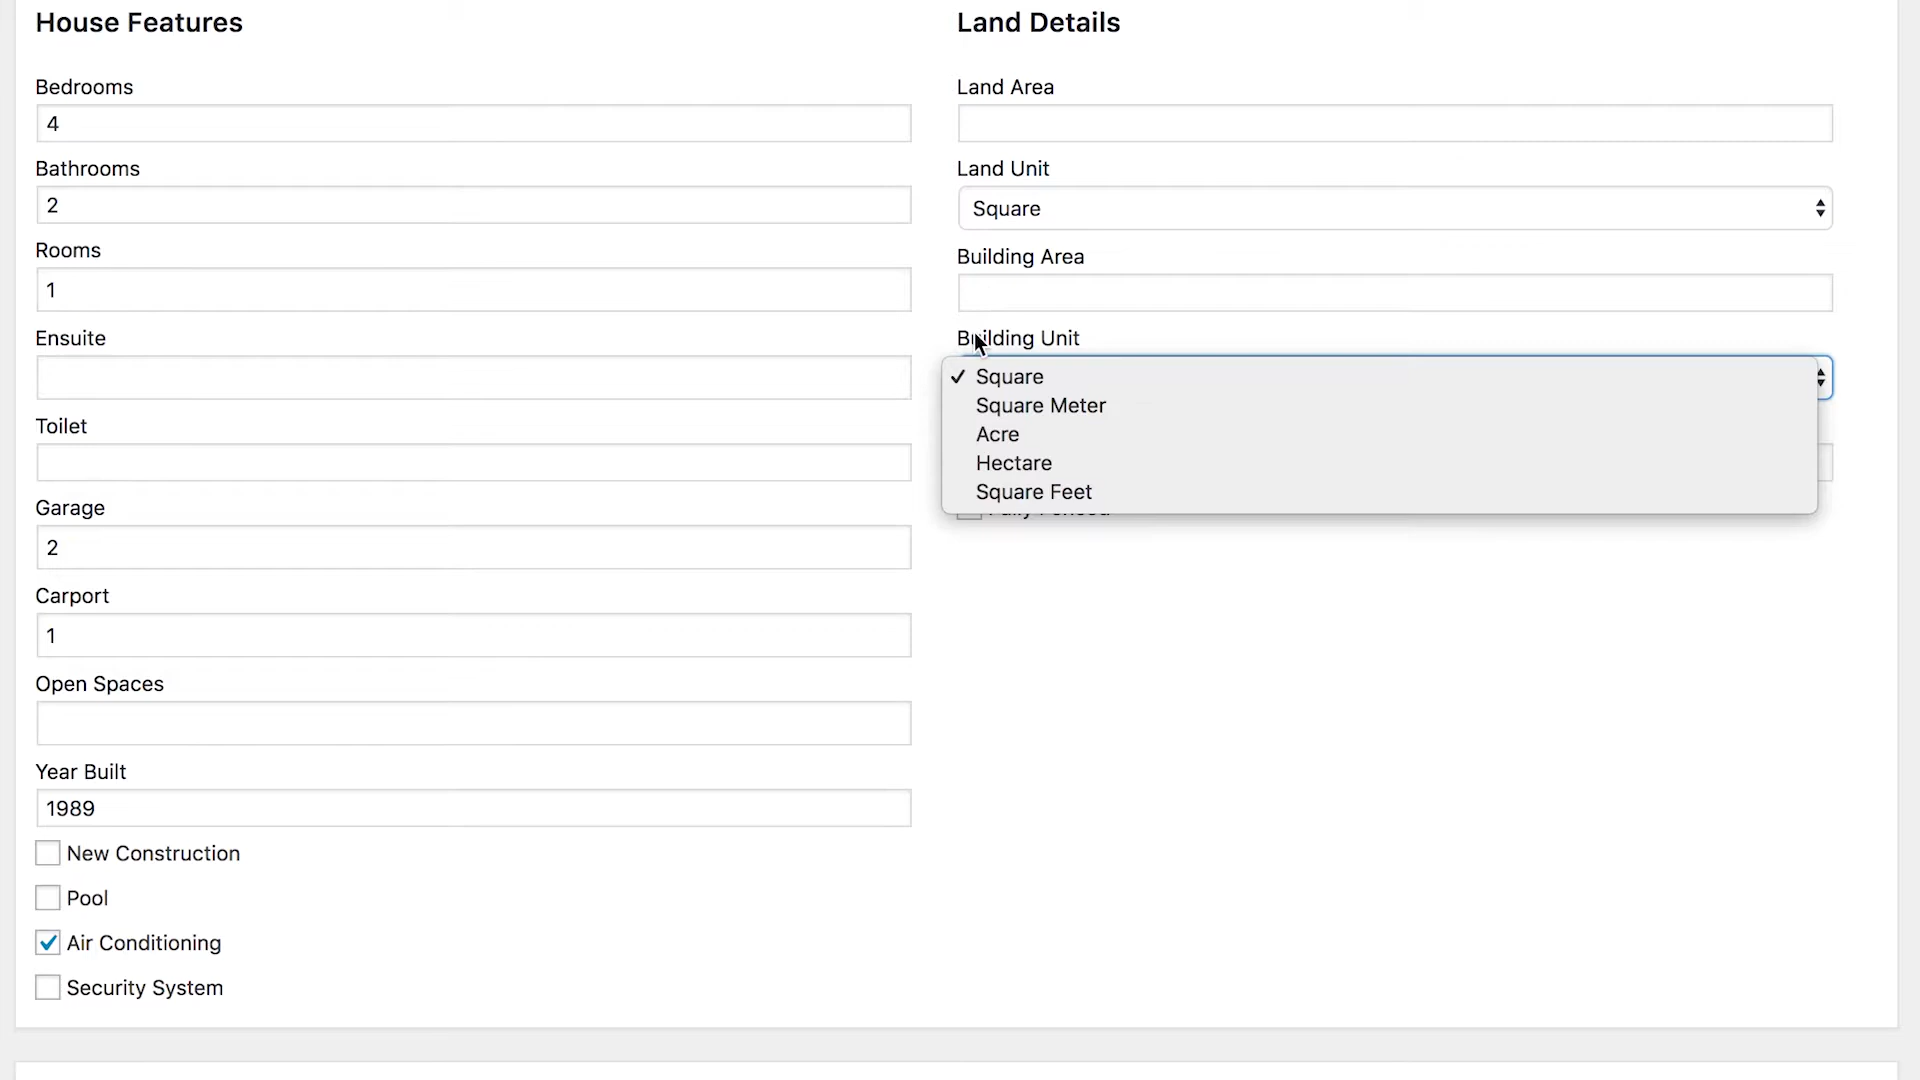 House Features
Bedrooms
4
Bathrooms
2
Rooms
1
Ensuite
Toilet
Garage
2
Carport
1
Open Spaces
Year Built
1989
New Construction
Pool
Air Conditioning
Security System
Land Details
Land Area
Land Unit
Square
Building Area
Building Unit
Square
Square Meter
Acre
Hectare
Square Feet